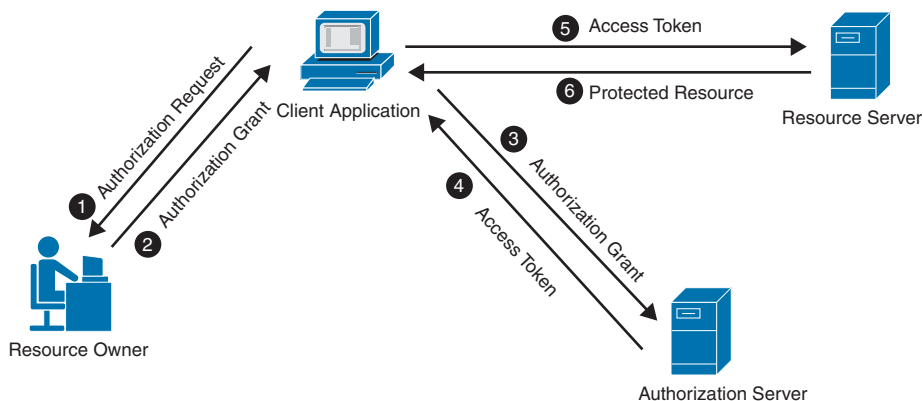 5 Access Token
6 Protected Resource
Client Application
Resource Server
1 Authorization Request
2 Authorization Grant
3 Authorization Grant
4 Access Token
Resource Owner
Authorization Server